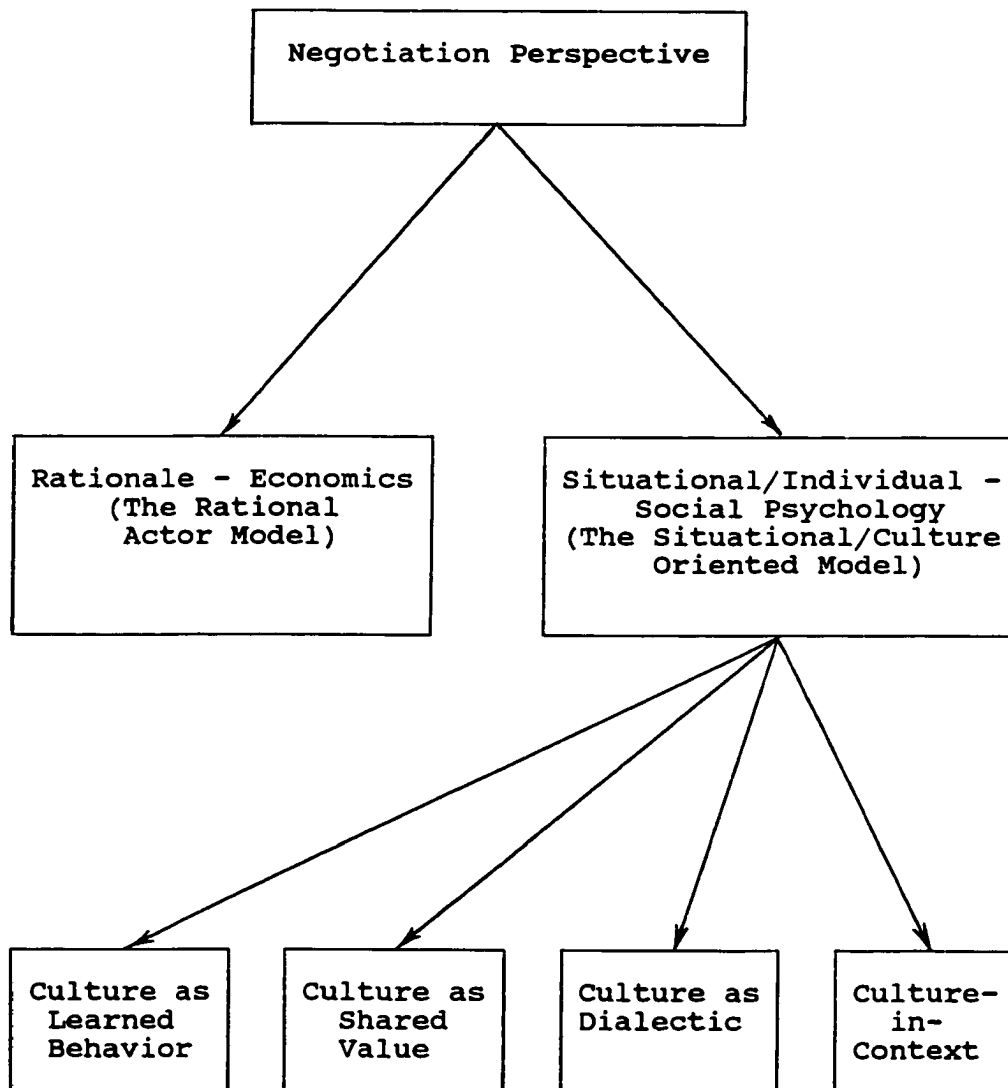 Negotiation Perspective
Rationale - Economics
(The Rational
Actor Model)
Situational/Individual -
Social Psychology
(The Situational/Culture
Oriented Model)
Culture as
Learned
Behavior
Culture as
Shared
Value
Culture as
Dialectic
Culture-
in-
Context